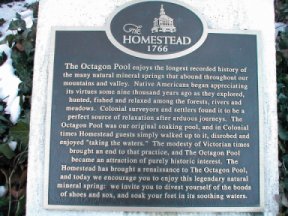 The
HOMESTEAD
1766
The Octagon Pool enjoys the longest recorded history of
the many natural mineral springs that abound throughout our
mountains and valley. Native Americans began appreciating
its virtues some nine thousand years ago as they explored,
hunted, fished and relaxed among the forests, rivers and
meadows. Colonial surveyors and settlers found it to be a
perfect source of relaxation after arduous journeys. The
Octagon Pool was our original soaking pool, and in Colonial
times Homestead guests simply walked up to it, disrobed and
enjoyed "taking the waters." The modesty of Victorian times
brought an end to that practice, and The Octagon Pool
became an attraction of purely historic interest. The
Homestead has brought a renaissance to The Octagon Pool,
and today we encourage you to enjoy this legendary natural
mineral spring: we invite you to divest yourself of the bonds
of shoes and sox, and soak your feet in its soothing waters.